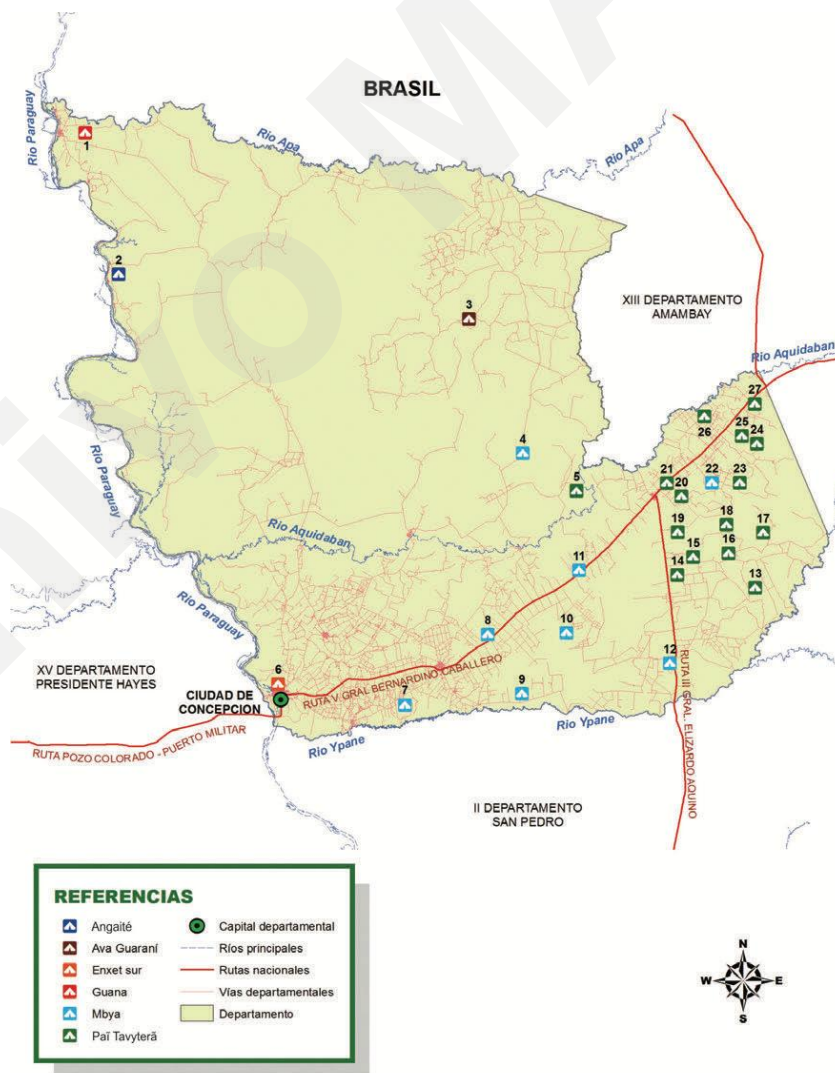 BRASIL
Rio Paraguay
1
Rio Apa
Rio Apa
2
XIII DEPARTAMENTO
AMAMBAY
3
Rio Aquidaban
27
26
25
24
4
5
21
20
22
23
Rio Paraguay
19
18
17
Rio Aquidaban
11
15
16
14
13
Rio Paraguay
8
10
12
XV DEPARTAMENTO
PRESIDENTE HAYES
6
CIUDAD DE
CONCEPCION
RUTA V GRAL BERNARDINO CABALLERO
7
9
RUTA III GRAL. ELIZARDO AQUINO
RUTA POZO COLORADO - PUERTO MILITAR
Rio Ypane
Rio Ypane
II DEPARTAMENTO
SAN PEDRO
REFERENCIAS
Angaité
Ava Guaraní
Enxet sur
Guana
Mbya
Paï Tavyterã
Capital departamental
Ríos principales
Rutas nacionales
Vías departamentales
Departamento
N
W
E
S